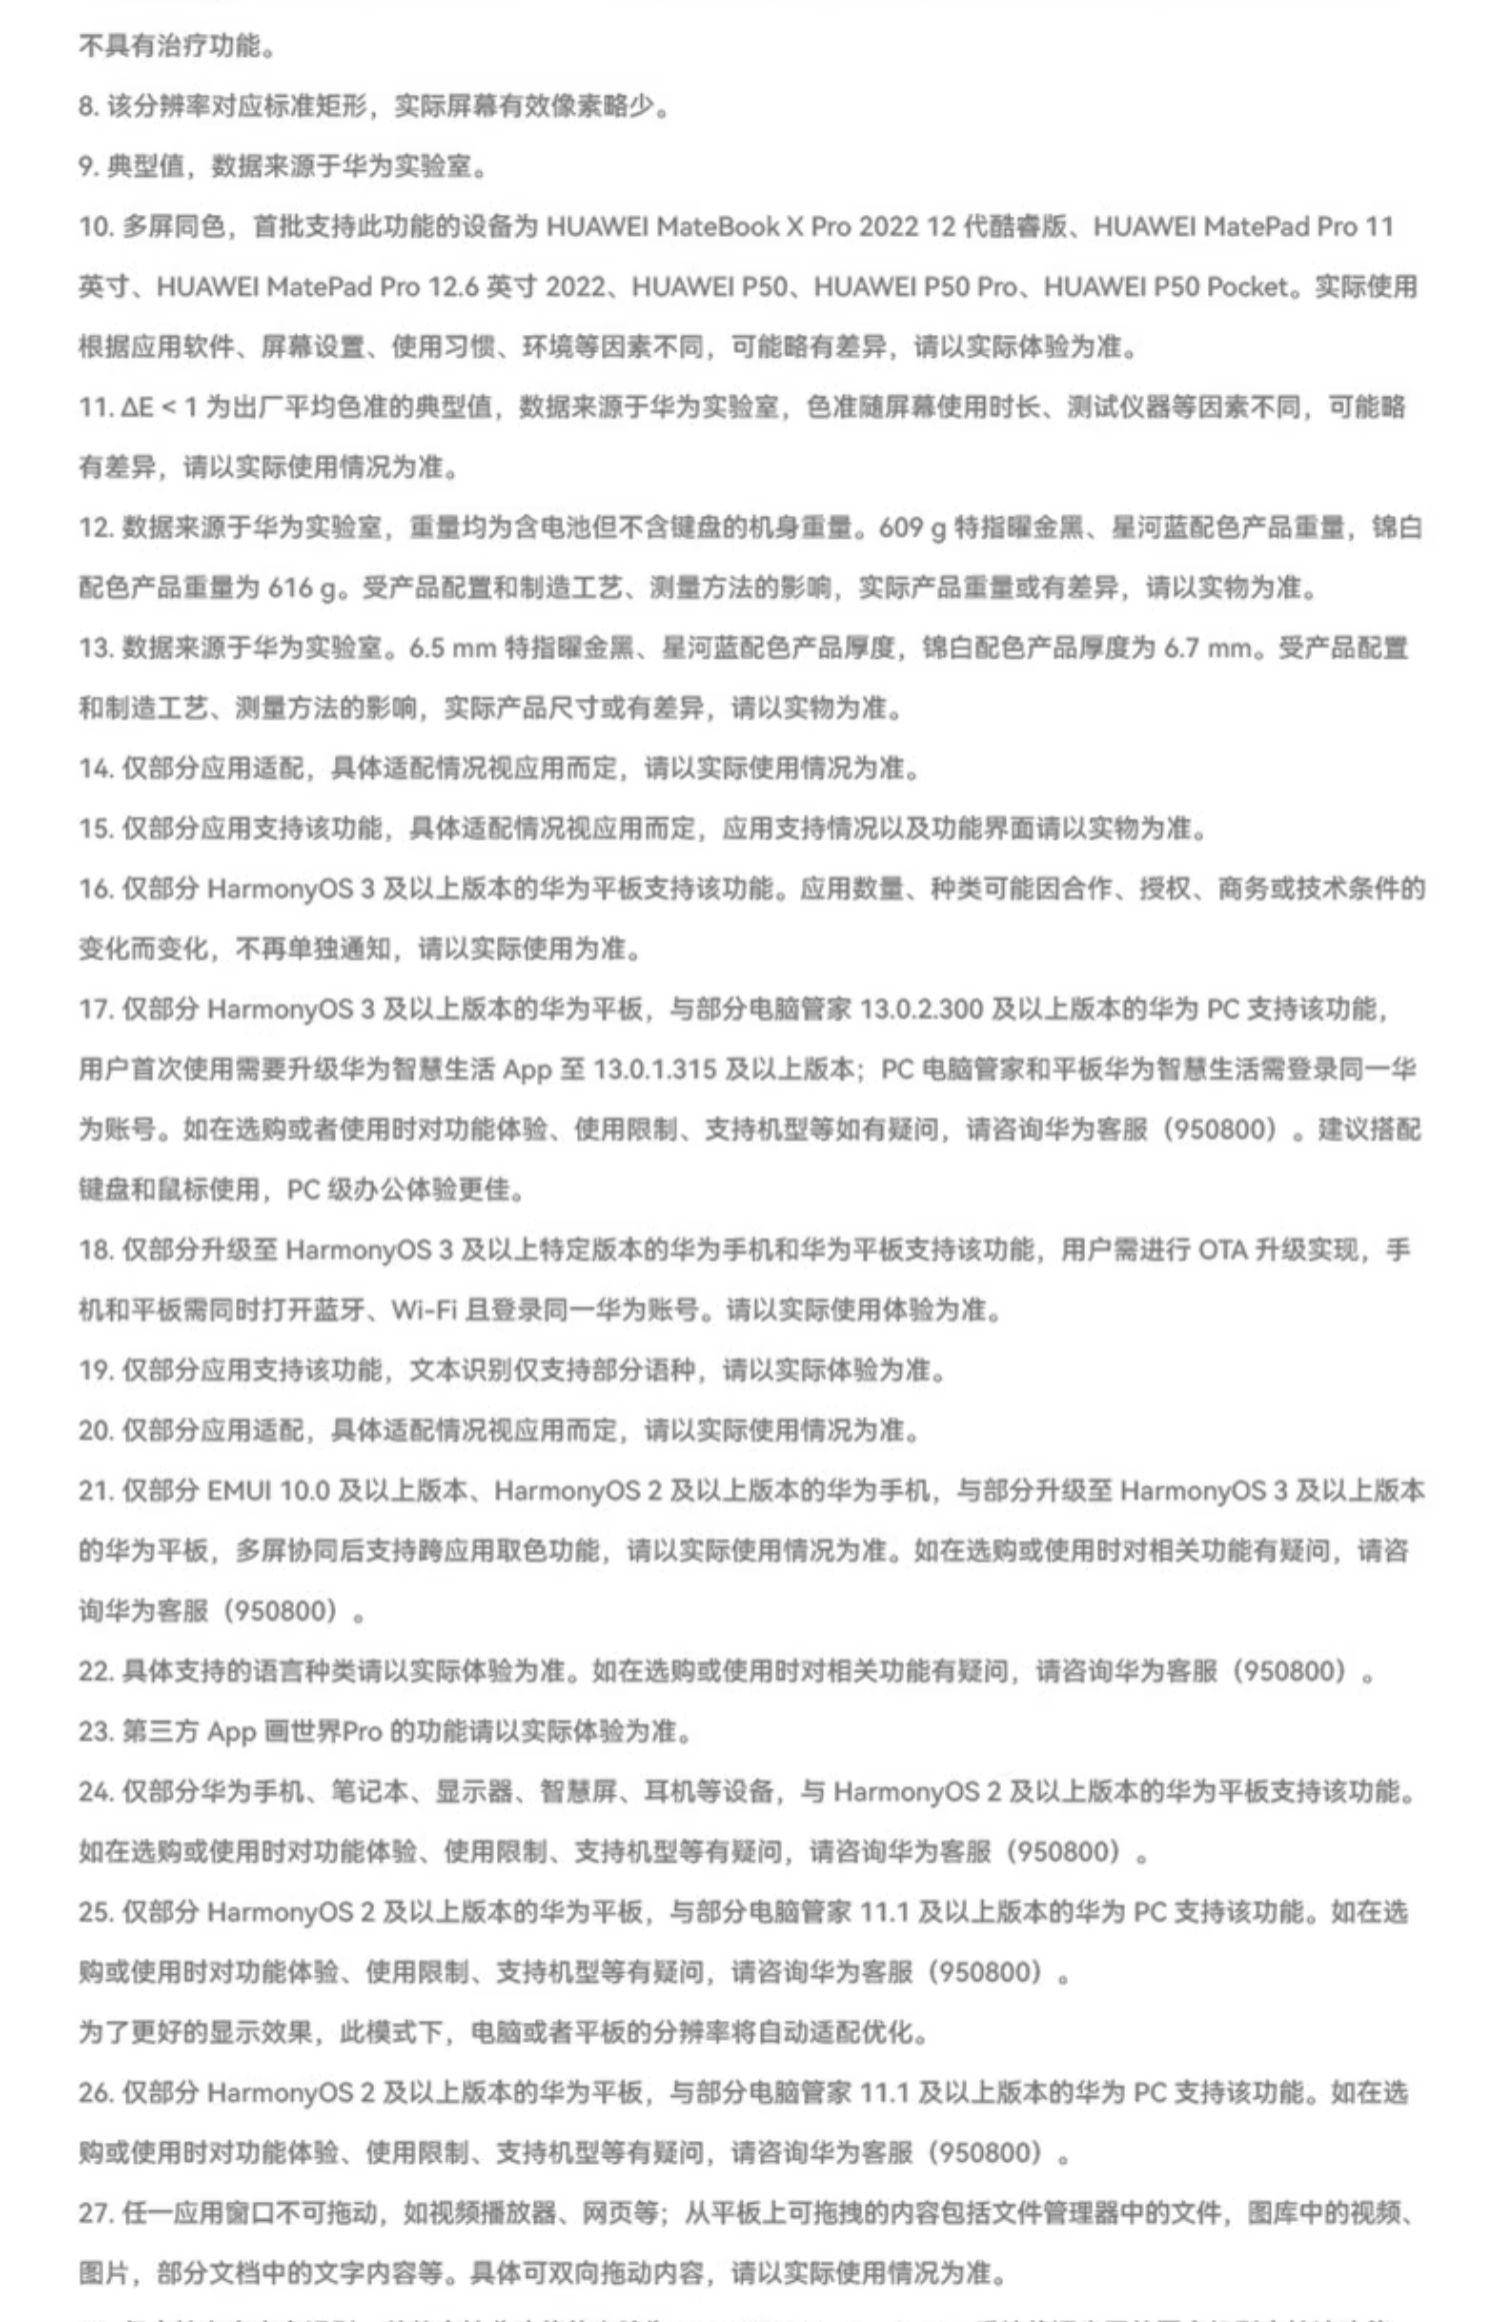 不具有治疗功能。
8. 该分辨率对应标准矩形，实际屏幕有效像素略少。
9. 典型值，数据来源于华为实验室。
10. 多屏同色，首批支持此功能的设备为 HUAWEI MateBook X Pro 2022 12 代酷睿版、HUAWEI MatePad Pro 11
英寸、HUAWEI MatePad Pro 12.6 英寸 2022、HUAWEI P50、HUAWEI P50 Pro、HUAWEI P50 Pocket。实际使用
根据应用软件、屏幕设置、使用习惯、环境等因素不同，可能略有差异，请以实际体验为准。
11. ΔE < 1 为出厂平均色准的典型值，数据来源于华为实验室，色准随屏幕使用时长、测试仪器等因素不同，可能略
有差异，请以实际使用情况为准。
12. 数据来源于华为实验室，重量均为含电池但不含键盘的机身重量。609 g 特指曜金黑、星河蓝配色产品重量，锦白
配色产品重量为 616 g。受产品配置和制造工艺、测量方法的影响，实际产品重量或有差异，请以实物为准。
13. 数据来源于华为实验室。6.5 mm 特指曜金黑、星河蓝配色产品厚度，锦白配色产品厚度为 6.7 mm。受产品配置
和制造工艺、测量方法的影响，实际产品尺寸或有差异，请以实物为准。
14. 仅部分应用适配，具体适配情况视应用而定，请以实际使用情况为准。
15. 仅部分应用支持该功能，具体适配情况视应用而定，应用支持情况以及功能界面请以实物为准。
16. 仅部分 HarmonyOS 3 及以上版本的华为平板支持该功能。应用数量、种类可能因合作、授权、商务或技术条件的
变化而变化，不再单独通知，请以实际使用为准。
17. 仅部分 HarmonyOS 3 及以上版本的华为平板，与部分电脑管家 13.0.2.300 及以上版本的华为 PC 支持该功能，
用户首次使用需要升级华为智慧生活 App 至 13.0.1.315 及以上版本；PC 电脑管家和平板华为智慧生活需登录同一华
为账号。如在选购或者使用时对功能体验、使用限制、支持机型等如有疑问，请咨询华为客服（950800）。建议搭配
键盘和鼠标使用，PC 级办公体验更佳。
18. 仅部分升级至 HarmonyOS 3 及以上特定版本的华为手机和华为平板支持该功能，用户需进行 OTA 升级实现，手
机和平板需同时打开蓝牙、Wi-Fi 且登录同一华为账号。请以实际使用体验为准。
19. 仅部分应用支持该功能，文本识别仅支持部分语种，请以实际体验为准。
20. 仅部分应用适配，具体适配情况视应用而定，请以实际使用情况为准。
21. 仅部分 EMUI 10.0 及以上版本、HarmonyOS 2 及以上版本的华为手机，与部分升级至 HarmonyOS 3 及以上版本
的华为平板，多屏协同后支持跨应用取色功能，请以实际使用情况为准。如在选购或使用时对相关功能有疑问，请咨
询华为客服（950800）。
22. 具体支持的语言种类请以实际体验为准。如在选购或使用时对相关功能有疑问，请咨询华为客服（950800）。
23. 第三方 App 画世界Pro 的功能请以实际体验为准。
24. 仅部分华为手机、笔记本、显示器、智慧屏、耳机等设备，与 HarmonyOS 2 及以上版本的华为平板支持该功能。
如在选购或使用时对功能体验、使用限制、支持机型等有疑问，请咨询华为客服（950800）。
25. 仅部分 HarmonyOS 2 及以上版本的华为平板，与部分电脑管家 11.1 及以上版本的华为 PC 支持该功能。如在选
购或使用时对功能体验、使用限制、支持机型等有疑问，请咨询华为客服（950800）。
为了更好的显示效果，此模式下，电脑或者平板的分辨率将自动适配优化。
26. 仅部分 HarmonyOS 2 及以上版本的华为平板，与部分电脑管家 11.1 及以上版本的华为 PC 支持该功能。如在选
购或使用时对功能体验、使用限制、支持机型等有疑问，请咨询华为客服（950800）。
27. 任一应用窗口不可拖动，如视频播放器、网页等；从平板上可拖拽的内容包括文件管理器中的文件，图库中的视频、
图片，部分文档中的文字内容等。具体可双向拖动内容，请以实际使用情况为准。